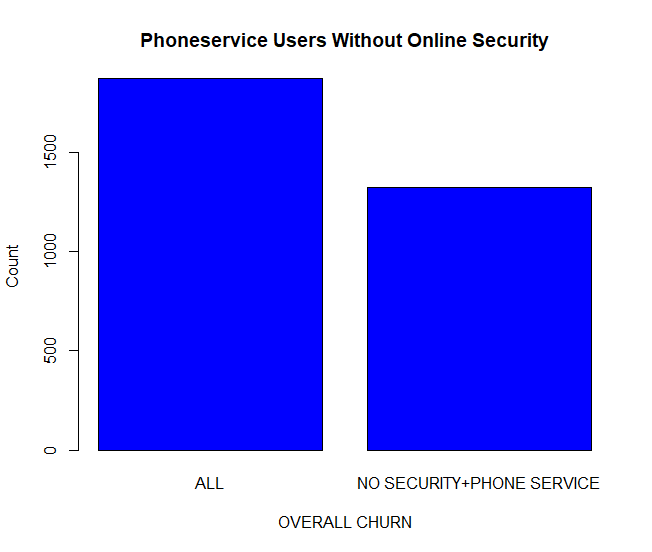 Phoneservice Users Without Online Security
Count
1500
1000
500
0
ALL
NO SECURITY+PHONE SERVICE
OVERALL CHURN